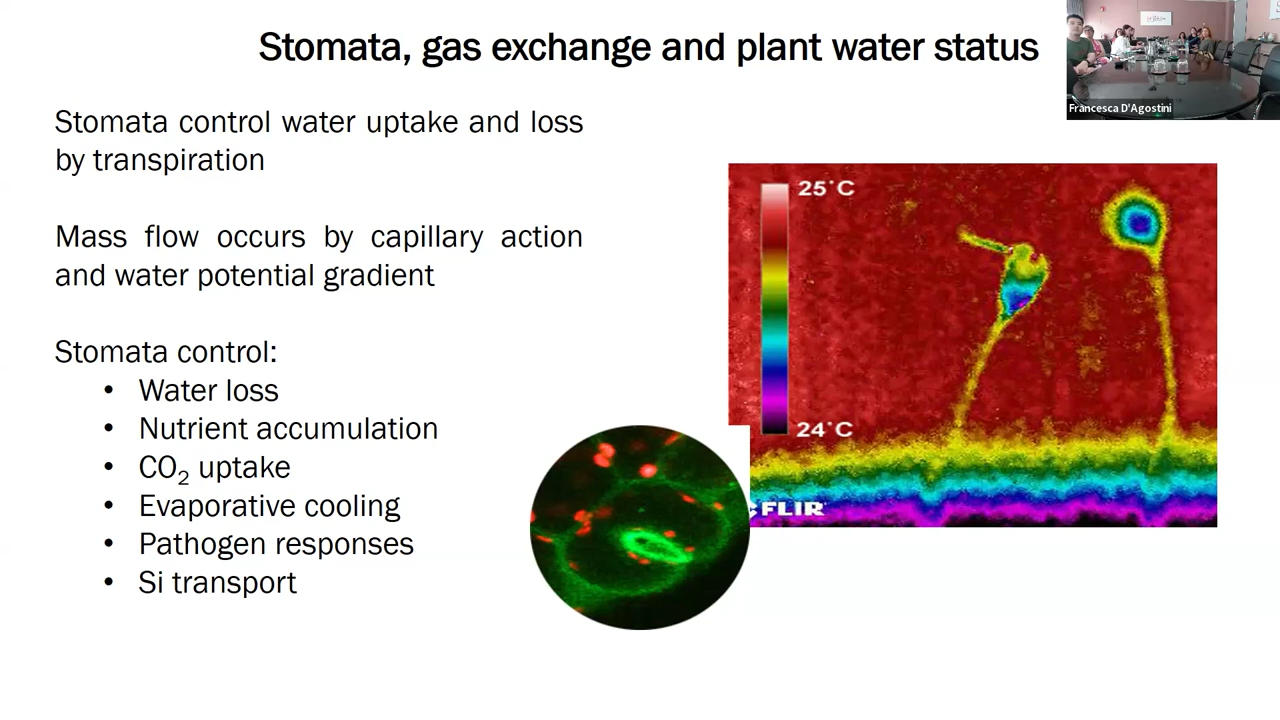 Stomata, gas exchange and plant water status
Francesca D'Agostini
Stomata control water uptake and loss
by transpiration
Mass flow occurs by capillary action
and water potential gradient
Stomata control:
• Water loss
• Nutrient accumulation
• CO₂ uptake
• Evaporative cooling
• Pathogen responses
• Si transport
25°C
24°C
FLIR